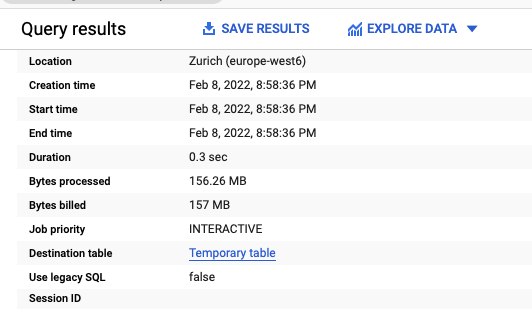 Query results SAVE RESULTS EXPLORE DATA
Location Zurich (europe-west6)
Creation time Feb 8, 2022, 8:58:36 PM
Start time Feb 8, 2022, 8:58:36 PM
End time Feb 8, 2022, 8:58:36 PM
Duration 0.3 sec
Bytes processed 156.26 MB
Bytes billed 157 MB
Job priority INTERACTIVE
Destination table Temporary table
Use legacy SQL false
Session ID